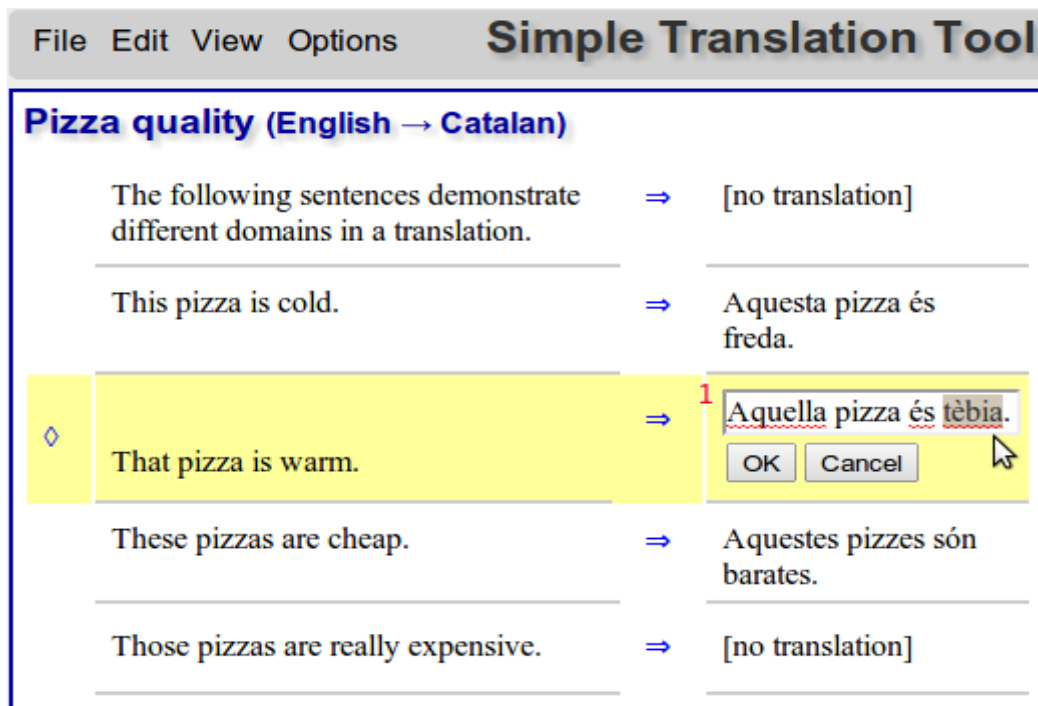 File Edit View Options Simple Translation Tool
Pizza quality (English → Catalan)
The following sentences demonstrate
different domains in a translation.
⇒
[no translation]
This pizza is cold.
⇒
Aquesta pizza és
freda.
◊
That pizza is warm.
⇒
1
Aquella pizza és tèbia.
OK Cancel
These pizzas are cheap.
⇒
Aquestes pizzes són
barates.
Those pizzas are really expensive.
⇒
[no translation]